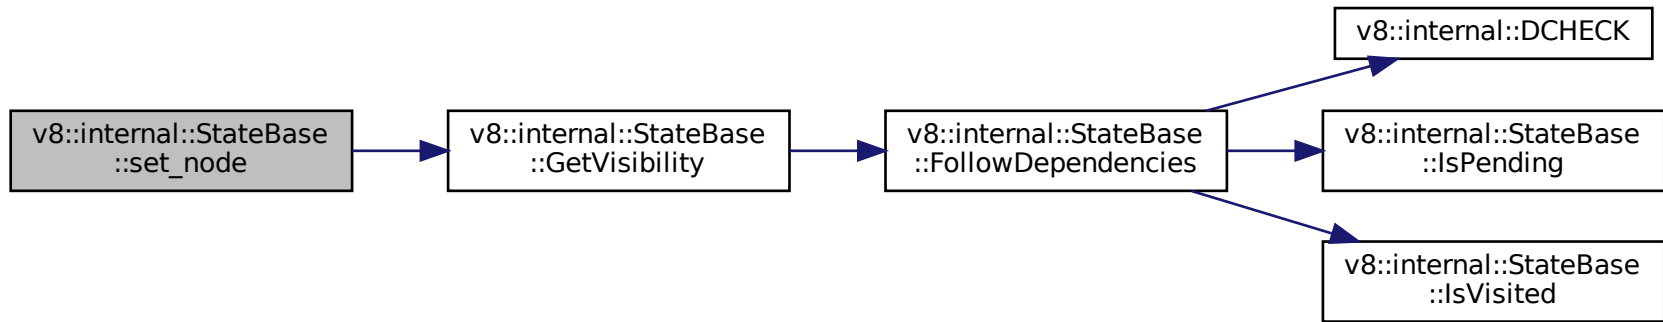 v8::internal::StateBase
::set_node
v8::internal::StateBase
::GetVisibility
v8::internal::StateBase
::FollowDependencies
v8::internal::DCHECK
v8::internal::StateBase
::IsPending
v8::internal::StateBase
::IsVisited